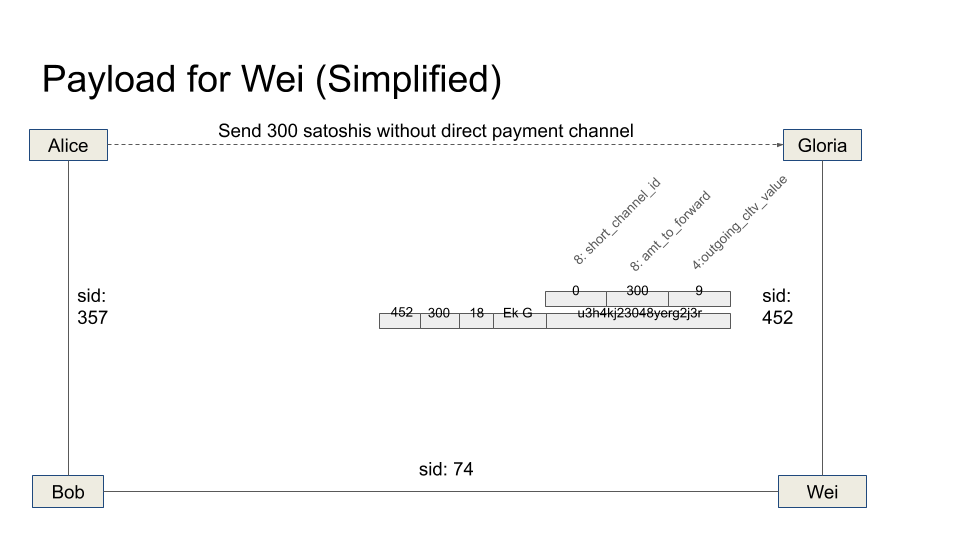 Payload for Wei (Simplified)
Send 300 satoshis without direct payment channel
Alice
Gloria
8: short_channel_id
8: amt_to_forward
4:outgoing_cltv_value
sid:
357
0
300
9
452
300
18
Ek G
u3h4kj23048yerg2j3r
sid:
452
sid: 74
Bob
Wei